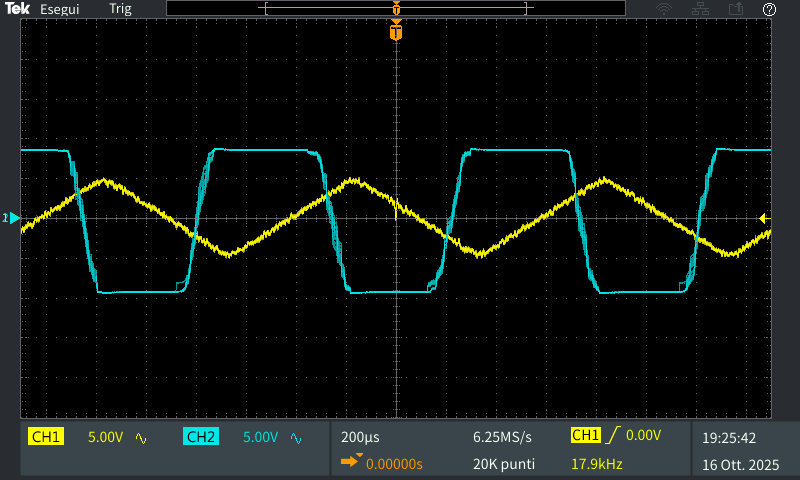 Tek Esegui Trig
T
T
CH1 5.00V CH2 5.00V 200µs 6.25MS/s CH1 0.00V 19:25:42
0.00000s 20K punti 17.9kHz 16 Ott. 2025